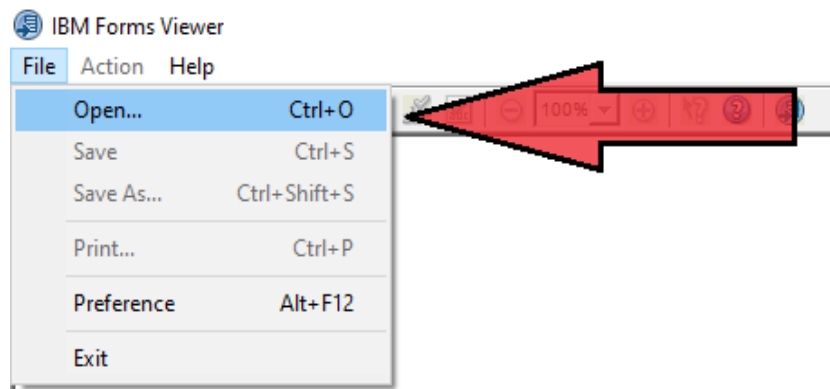 IBM Forms Viewer
File Action Help
Open... Ctrl+O
100%
Save Ctrl+S
Save As... Ctrl+Shift+S
Print... Ctrl+P
Preference Alt+F12
Exit